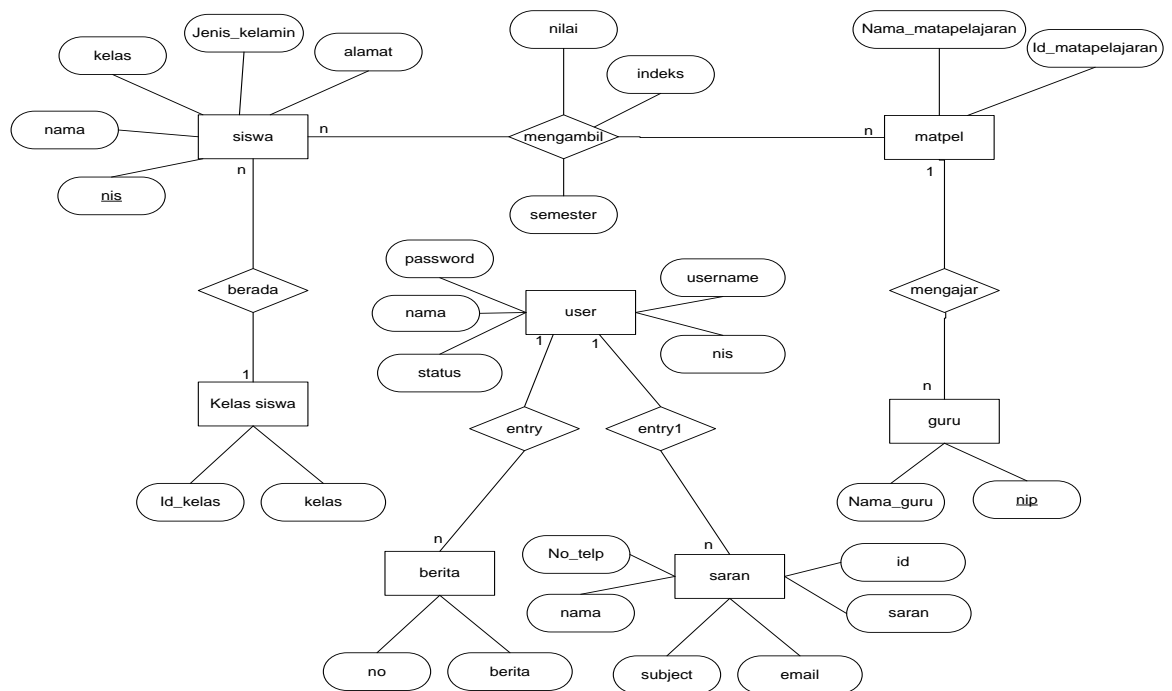 nilai
Nama_matapelajaran
Jenis_kelamin
Id_matapelajaran
alamat
kelas
indeks
nama
siswa
n
mengambil
n
matpel
n
1
nis
semester
password
username
berada
user
mengajar
nama
1
1
nis
status
1
n
Kelas siswa
guru
entry
entry1
Id_kelas
kelas
Nama_guru
nip
n
n
No_telp
id
berita
saran
nama
saran
no
berita
subject
email